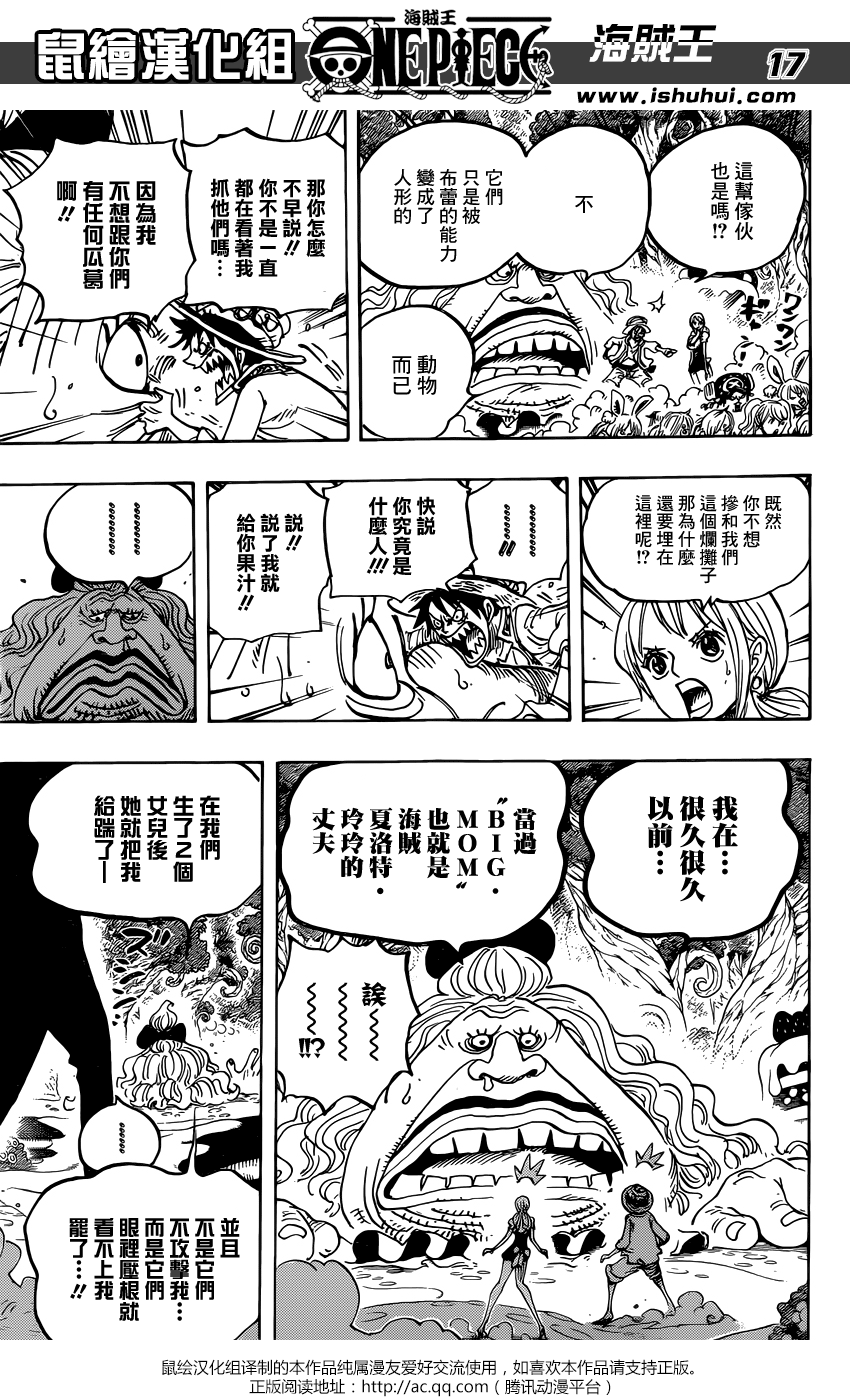 鼠繪漢化組
海賊王
ONE PIECE
海賊王
17
www.ishuhui.com
這幫傢伙
也是嗎!?
不
它們
只是被
布蕾的能力
變成了
人形的
動物
而已
ワンワン
ギャー
那你怎麼
不早説!!
你不是一直
都在看著我
抓他們嗎…
因為我
不想跟你們
有任何瓜葛
啊!!
既然
你不想
摻和我們
這個爛攤子
那為什麼
還要埋在
這裡呢!?
………!!
快説
你究竟是
什麼人!!!
説!!
説了我就
給你果汁!!
………
我在…
很久很久
以前…
當過
"BIG·
MOM"
也就是
海賊
夏洛特·
玲玲的
丈夫
誒
~~~~!!?
在我們
生了2個
女兒後
她就把我
給踹了—
………
並且
不是它們
不攻擊我…
而是它們
眼裡壓根就
看不上我
罷了…!!
鼠绘汉化组译制的本作品纯属漫友爱好交流使用，如喜欢本作品请支持正版。
正版阅读地址：http://ac.qq.com（腾讯动漫平台）